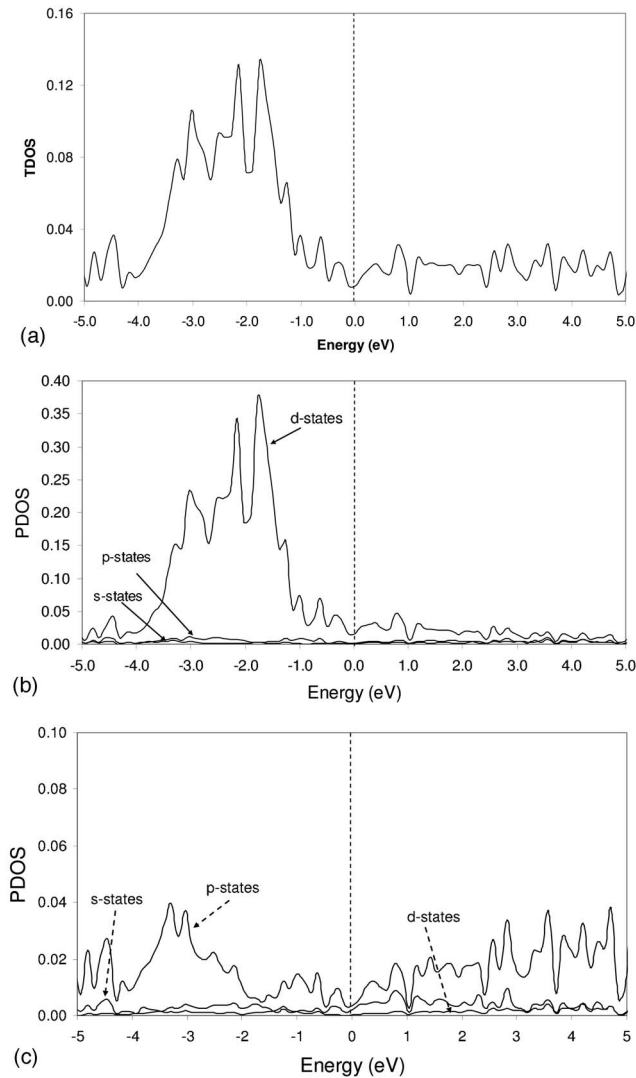 0.16
0.12
0.08
0.04
0.00
TDOS
-5.0 -4.0 -3.0 -2.0 -1.0 0.0 1.0 2.0 3.0 4.0 5.0
Energy (eV)
(a)
0.40
0.35
0.30
0.25
0.20
0.15
0.10
0.05
0.00
PDOS
d-states
p-states
s-states
-5.0 -4.0 -3.0 -2.0 -1.0 0.0 1.0 2.0 3.0 4.0 5.0
Energy (eV)
(b)
0.10
0.08
0.06
0.04
0.02
0.00
PDOS
s-states
p-states
d-states
-5 -4 -3 -2 -1 0 1 2 3 4 5
Energy (eV)
(c)